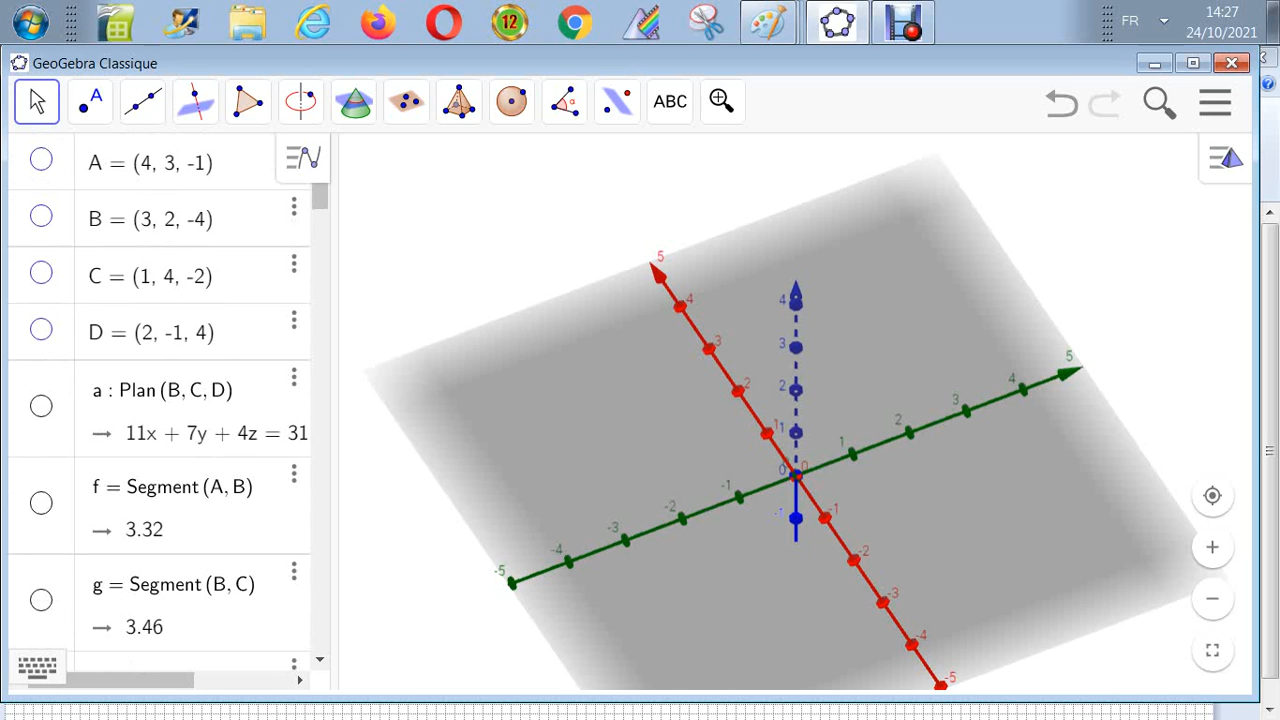 12
FR
14:27
24/10/2021
GeoGebra Classique
A
α
ABC
A = (4, 3, -1)
B = (3, 2, -4)
C = (1, 4, -2)
D = (2, -1, 4)
a : Plan (B, C, D)
→ 11x + 7y + 4z = 31
f = Segment (A, B)
→ 3.32
g = Segment (B, C)
→ 3.46
5
4
3
2
1
0
-1
-2
-3
-4
-5
4
3
2
1
0
-1
5
4
3
2
1
-1
-2
-3
-4
-5